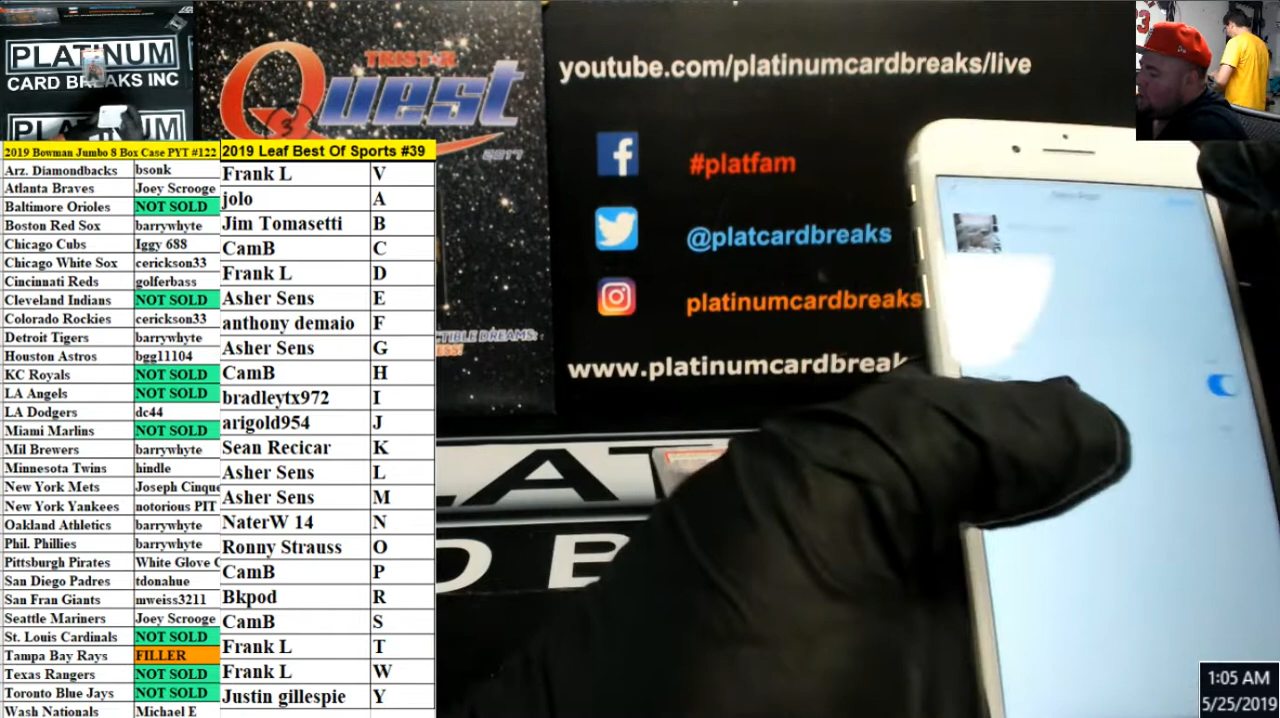 PLATINUM
CARD BREAKS INC
TRISTAR
Quest
3
2017
youtube.com/platinumcardbreaks/live
#platfam
@platcardbreaks
platinumcardbreaks
www.platinumcardbreak
2019 Bowman Jumbo 8 Box Case PYT #122
Arz. Diamondbacks bsonk
Atlanta Braves Joey Scrooge
Baltimore Orioles NOT SOLD
Boston Red Sox barrywhyte
Chicago Cubs Iggy 688
Chicago White Sox cerickson33
Cincinnati Reds golferbass
Cleveland Indians NOT SOLD
Colorado Rockies cerickson33
Detroit Tigers barrywhyte
Houston Astros bgg11104
KC Royals NOT SOLD
LA Angels NOT SOLD
LA Dodgers dc44
Miami Marlins NOT SOLD
Mil Brewers barrywhyte
Minnesota Twins hindle
New York Mets Joseph Cinque
New York Yankees notorious PIT
Oakland Athletics barrywhyte
Phil. Phillies barrywhyte
Pittsburgh Pirates White Glove
San Diego Padres tdonahue
San Fran Giants mweiss3211
Seattle Mariners Joey Scrooge
St. Louis Cardinals NOT SOLD
Tampa Bay Rays FILLER
Texas Rangers NOT SOLD
Toronto Blue Jays NOT SOLD
Wash Nationals Michael E
2019 Leaf Best Of Sports #39
Frank L V
jolo A
Jim Tomasetti B
CamB C
Frank L D
Asher Sens E
anthony demaio F
Asher Sens G
CamB H
bradleytx972 I
arigold954 J
Sean Recicar K
Asher Sens L
Asher Sens M
NaterW 14 N
Ronny Strauss O
CamB P
Bkpod R
CamB S
Frank L T
Frank L W
Justin gillespie Y
1:05 AM
5/25/2019